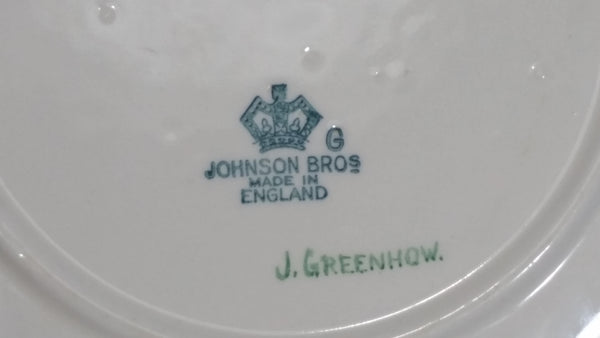 G
JOHNSON BROS
MADE IN
ENGLAND
J. GREENHOW.